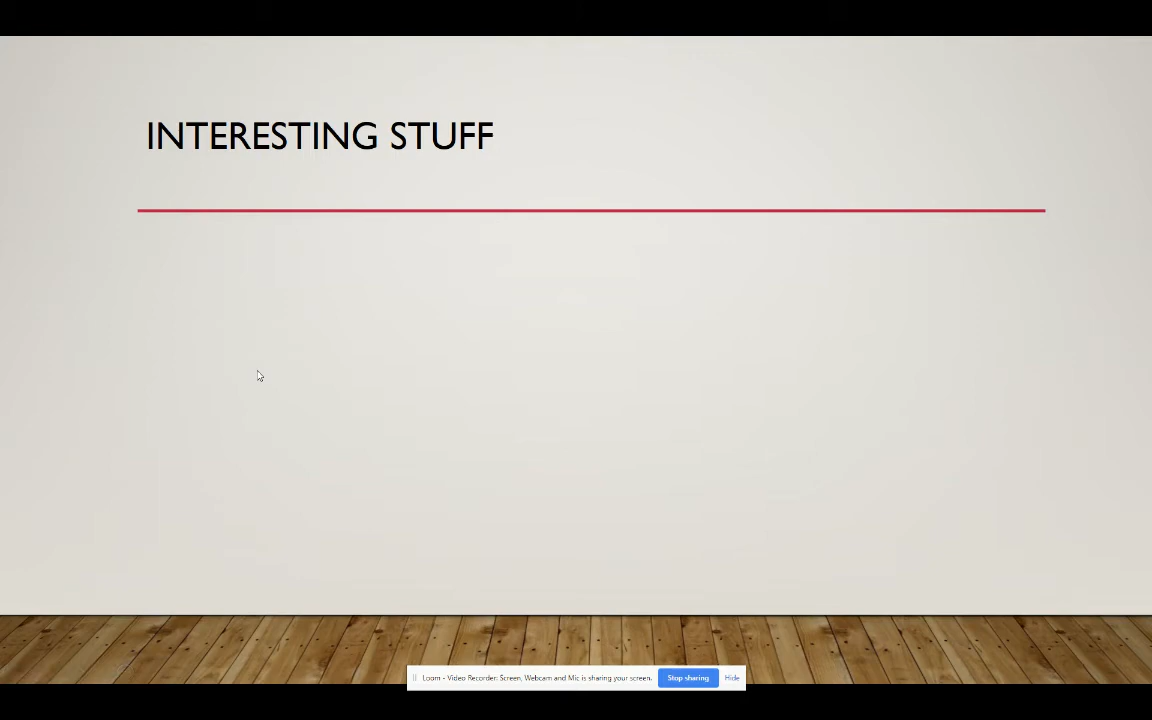 INTERESTING STUFF
Loom - Video Recorder: Screen, Webcam and Mic is sharing your screen. Stop sharing Hide